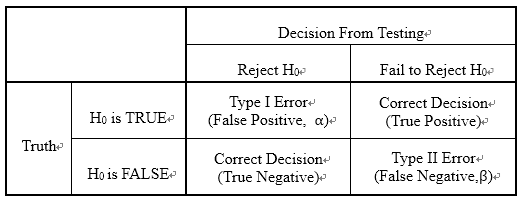 Decision From Testing
Reject H0
Fail to Reject H0
Truth
H0 is TRUE
Type I Error
(False Positive, α)
Correct Decision
(True Positive)
H0 is FALSE
Correct Decision
(True Negative)
Type II Error
(False Negative,β)